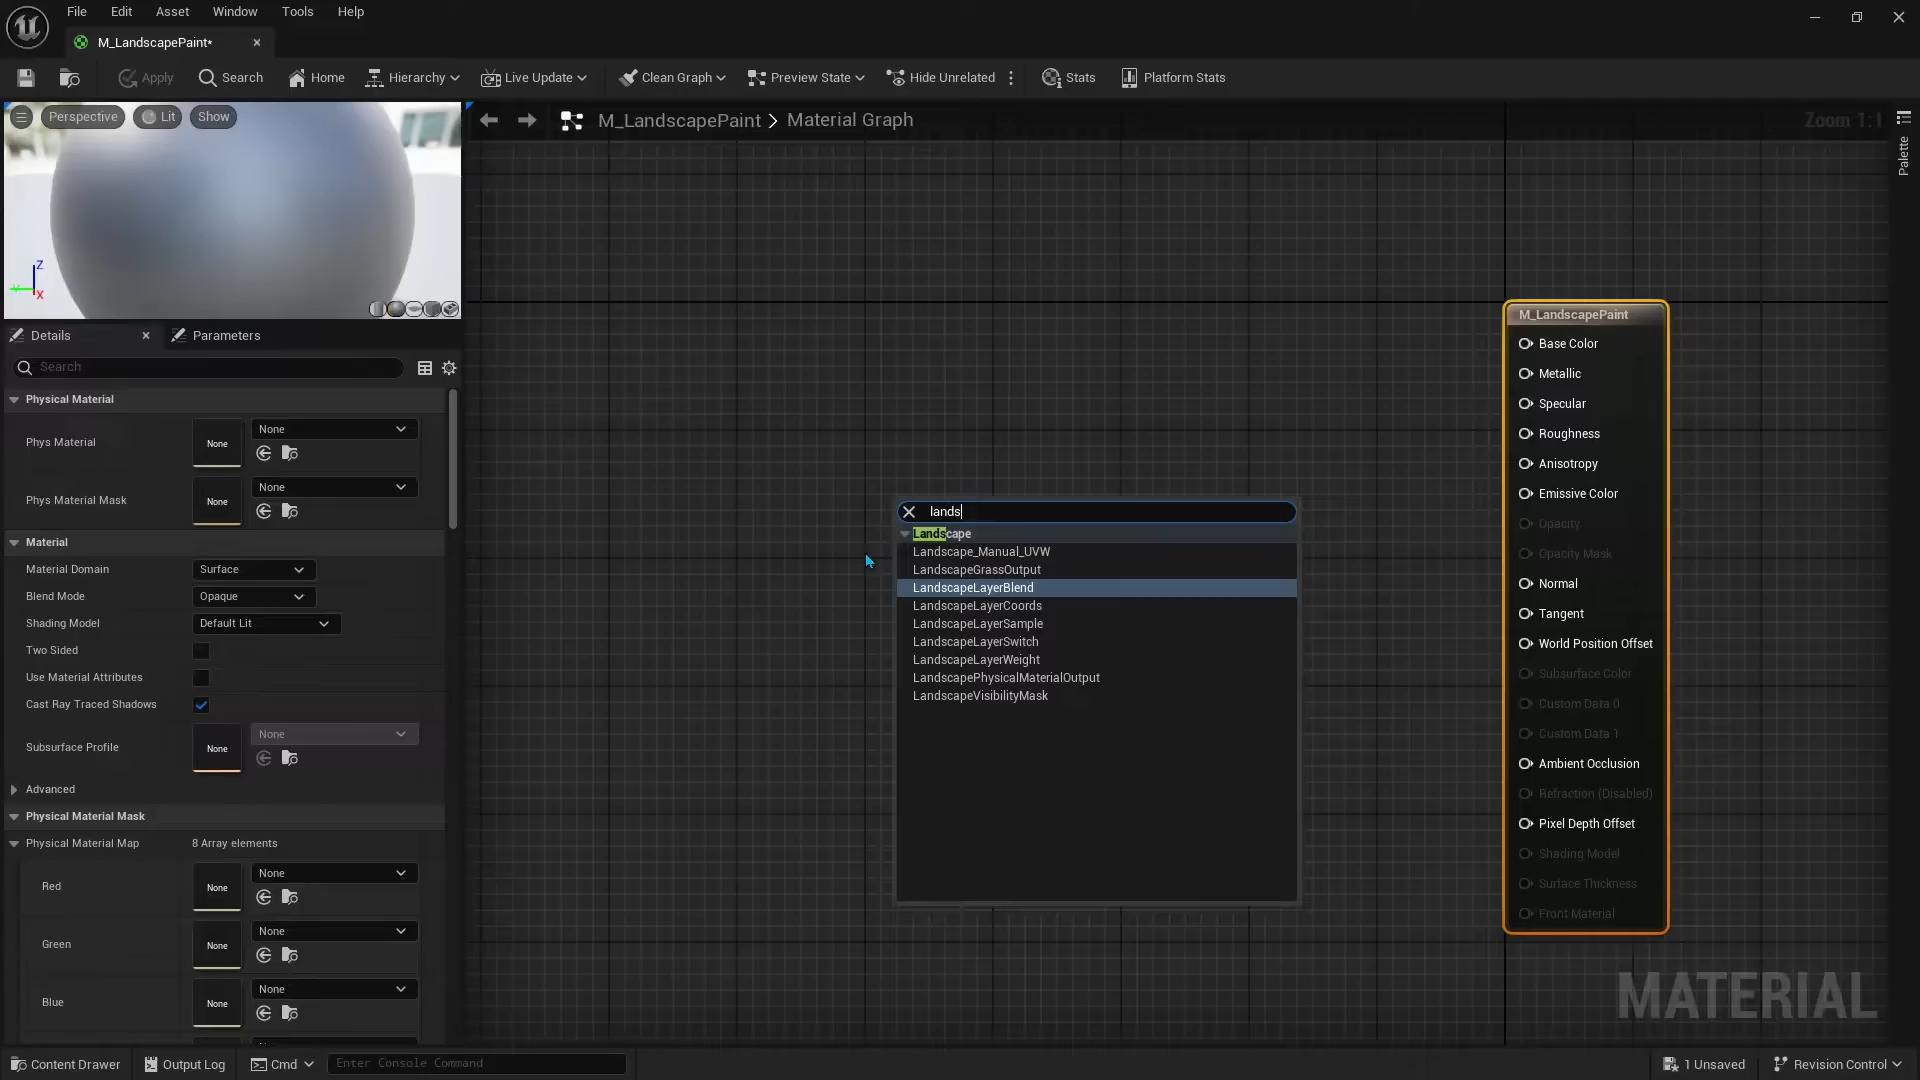 File Edit Asset Window Tools Help
M_LandscapePaint*
Apply Search Home Hierarchy Live Update Clean Graph Preview State Hide Unrelated Stats Platform Stats
Perspective Lit Show
M_LandscapePaint > Material Graph
Zoom 1:1
Palette
Z
X
Details
Parameters
Search
Physical Material
Phys Material
None
None
Phys Material Mask
None
None
Material
Material Domain
Surface
Blend Mode
Opaque
Shading Model
Default Lit
Two Sided
Use Material Attributes
Cast Ray Traced Shadows
Subsurface Profile
None
None
Advanced
Physical Material Mask
Physical Material Map
8 Array elements
Red
None
None
Green
None
None
Blue
None
None
lands
Landscape
Landscape_Manual_UVW
LandscapeGrassOutput
LandscapeLayerBlend
LandscapeLayerCoords
LandscapeLayerSample
LandscapeLayerSwitch
LandscapeLayerWeight
LandscapePhysicalMaterialOutput
LandscapeVisibilityMask
M_LandscapePaint
Base Color
Metallic
Specular
Roughness
Anisotropy
Emissive Color
Opacity
Opacity Mask
Normal
Tangent
World Position Offset
Subsurface Color
Custom Data 0
Custom Data 1
Ambient Occlusion
Refraction (Disabled)
Pixel Depth Offset
Shading Model
Surface Thickness
Front Material
MATERIAL
Content Drawer
Output Log
Cmd
Enter Console Command
1 Unsaved
Revision Control